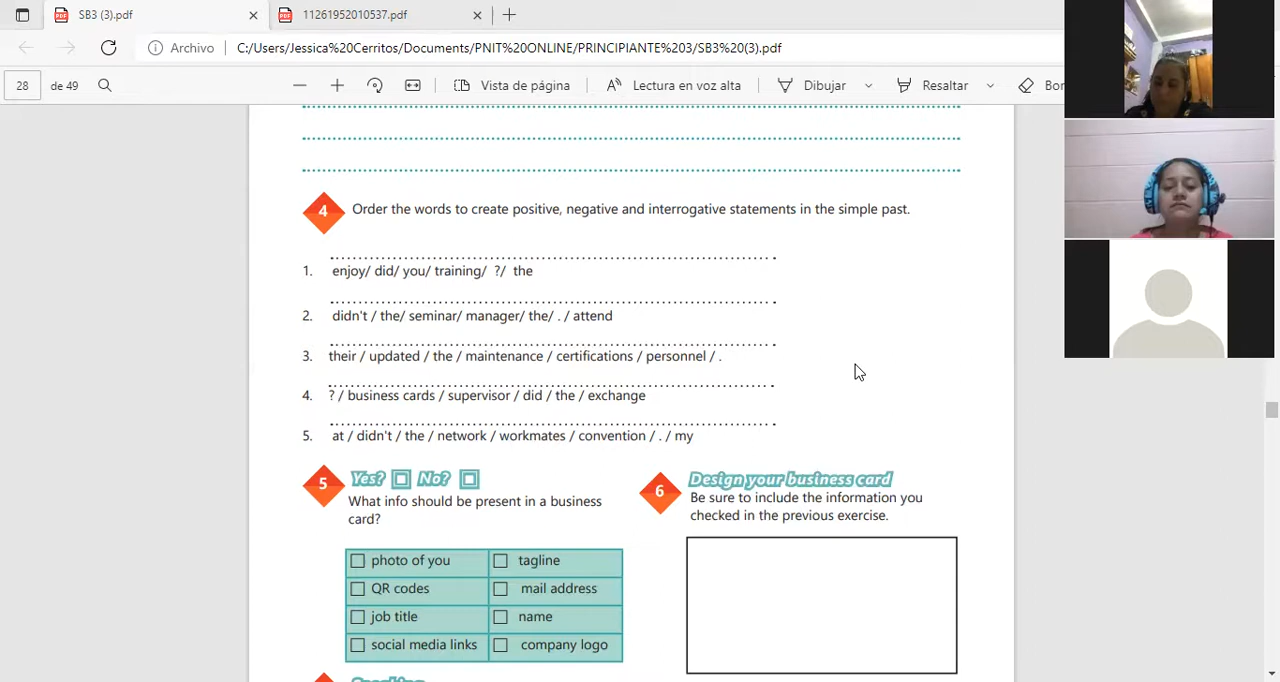 SB3 (3).pdf
11261952010537.pdf
Archivo
C:/Users/Jessica%20Cerritos/Documents/PNIT%20ONLINE/PRINCIPIANTE%203/SB3%20(3).pdf
28 de 49
Vista de página
Lectura en voz alta
Dibujar
Resaltar
Bor
4 Order the words to create positive, negative and interrogative statements in the simple past.
1. enjoy/ did/ you/ training/ ?/ the
2. didn't / the/ seminar/ manager/ the/ . / attend
3. their / updated / the / maintenance / certifications / personnel / .
4. ? / business cards / supervisor / did / the / exchange
5. at / didn't / the / network / workmates / convention / . / my
5 Yes? No?
What info should be present in a business
card?
photo of you tagline
QR codes mail address
job title name
social media links company logo
6 Design your business card
Be sure to include the information you
checked in the previous exercise.